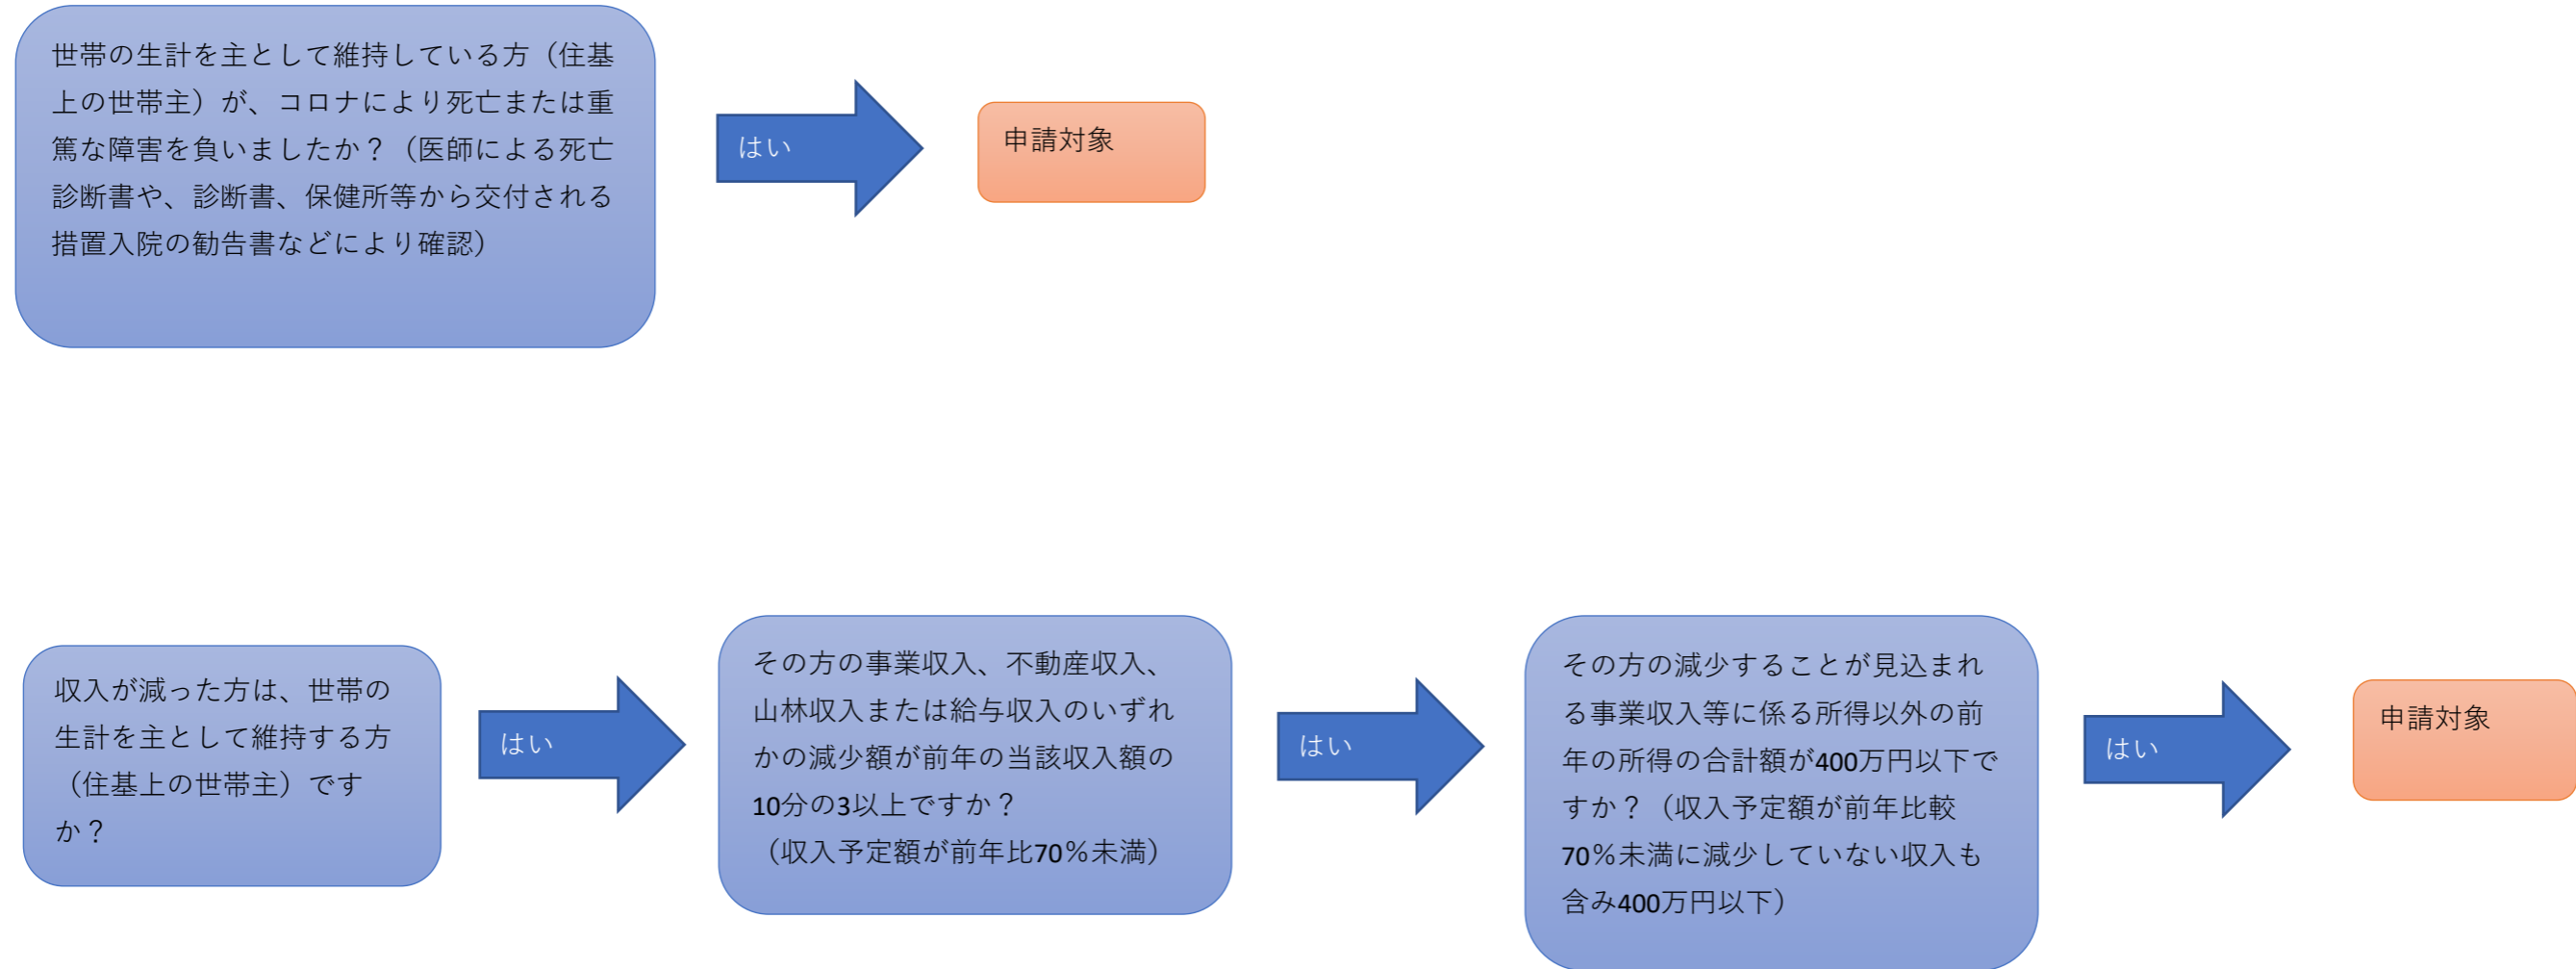 世帯の生計を主として維持している方（住基
上の世帯主）が、コロナにより死亡または重
篤な障害を負いましたか？（医師による死亡
診断書や、診断書、保健所等から交付される
措置入院の勧告書などにより確認）
はい
申請対象
収入が減った方は、世帯の
生計を主として維持する方
（住基上の世帯主）です
か？
はい
その方の事業収入、不動産収入、
山林収入または給与収入のいずれ
かの減少額が前年の当該収入額の
10分の3以上ですか？
（収入予定額が前年比70％未満）
はい
その方の減少することが見込まれ
る事業収入等に係る所得以外の前
年の所得の合計額が400万円以下で
すか？（収入予定額が前年比較
70％未満に減少していない収入も
含み400万円以下）
はい
申請対象